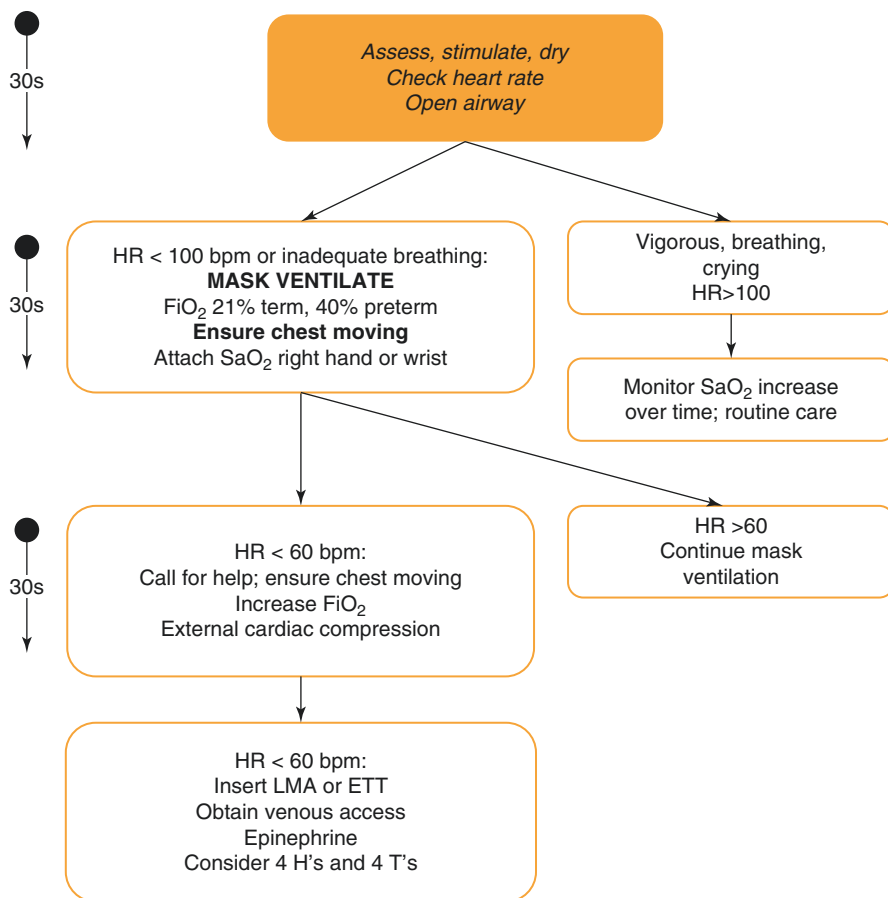 30s
Assess, stimulate, dry
Check heart rate
Open airway
30s
HR < 100 bpm or inadequate breathing:
MASK VENTILATE
FiO₂ 21% term, 40% preterm
Ensure chest moving
Attach SaO₂ right hand or wrist
Vigorous, breathing,
crying
HR>100
Monitor SaO₂ increase
over time; routine care
30s
HR < 60 bpm:
Call for help; ensure chest moving
Increase FiO₂
External cardiac compression
HR >60
Continue mask
ventilation
HR < 60 bpm:
Insert LMA or ETT
Obtain venous access
Epinephrine
Consider 4 H's and 4 T's